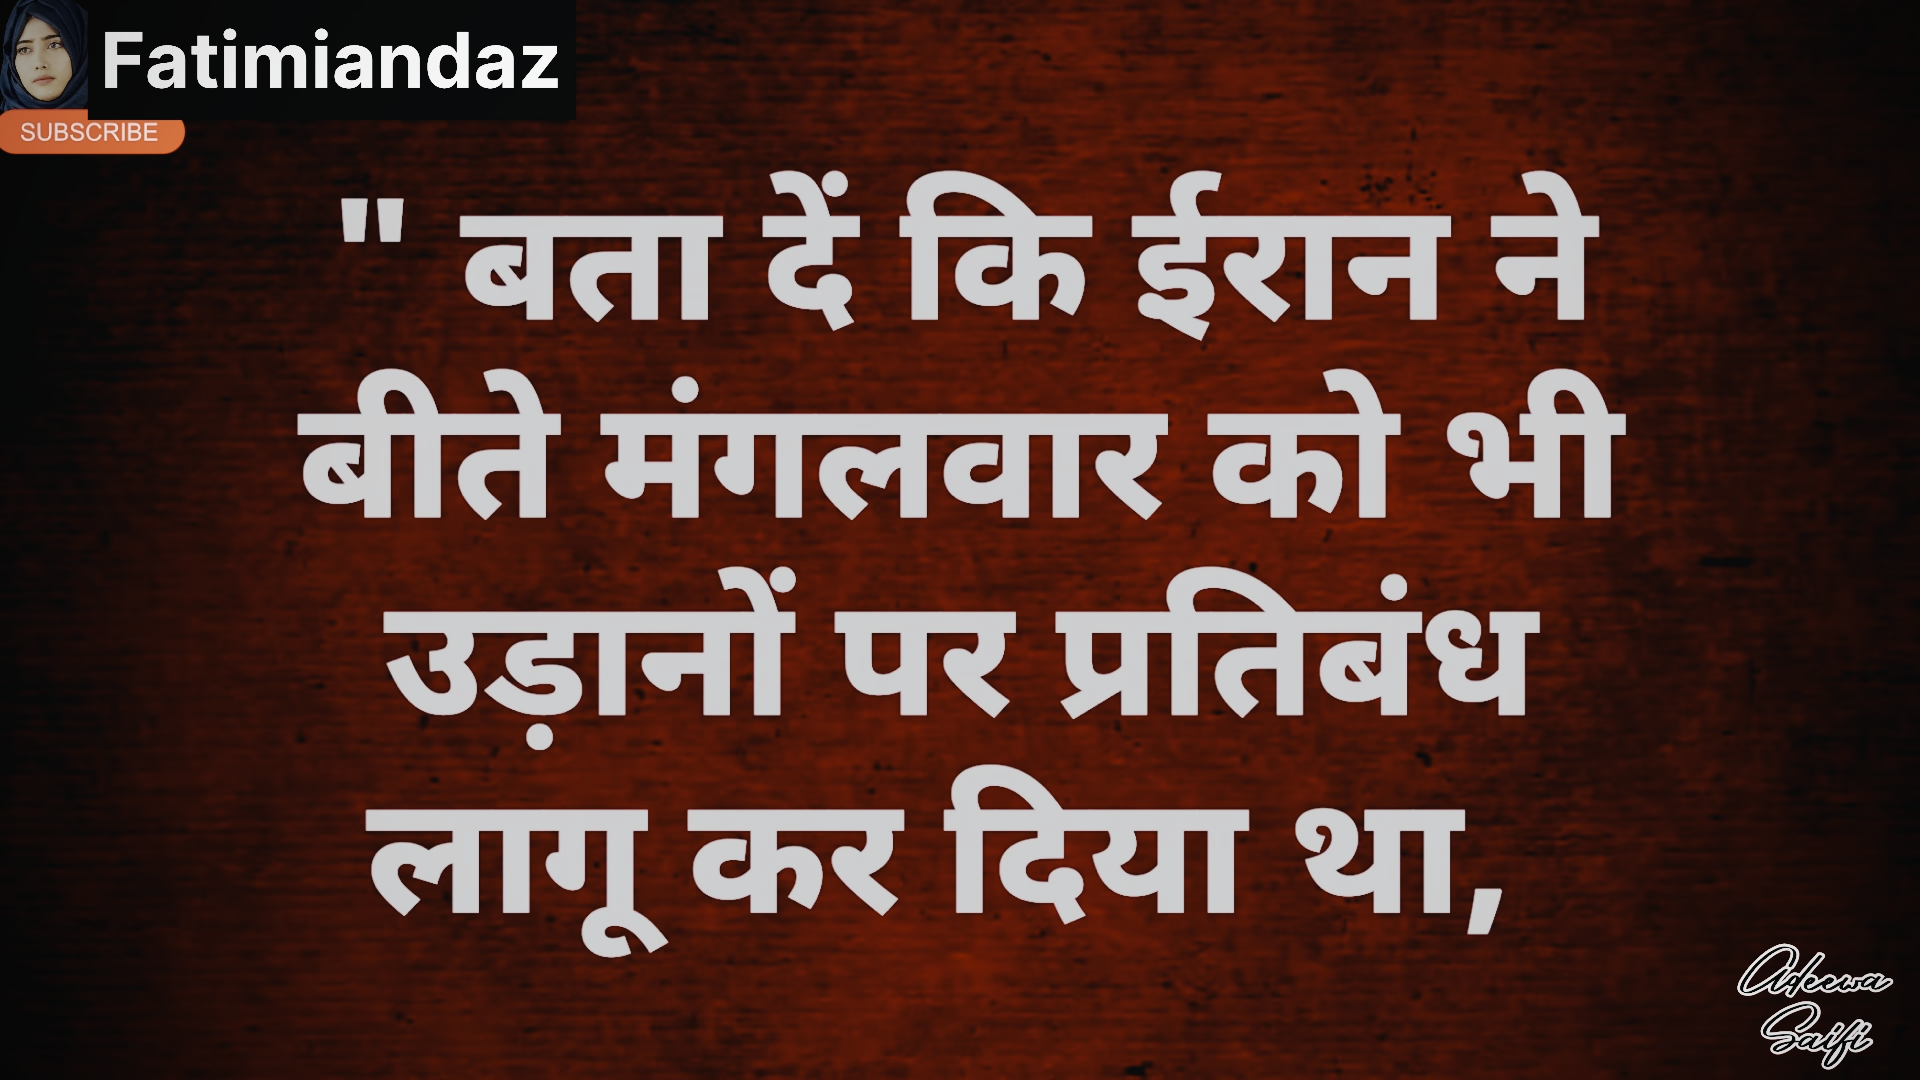 Fatimiandaz
SUBSCRIBE
" बता दें कि ईरान ने
बीते मंगलवार को भी
उड़ानों पर प्रतिबंध
लागू कर दिया था,
Adeewa
Saifi